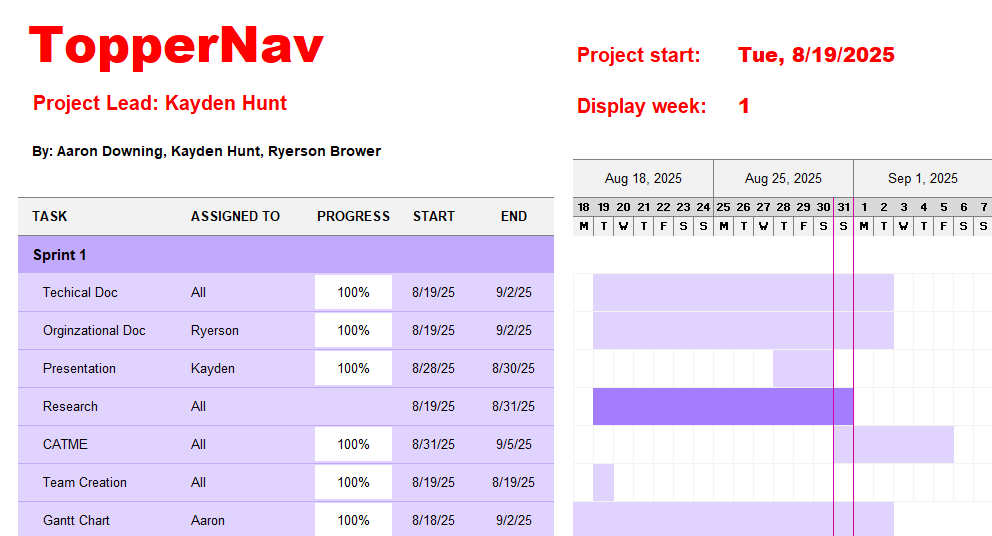 TopperNav
Project start: Tue, 8/19/2025
Project Lead: Kayden Hunt
Display week: 1
By: Aaron Downing, Kayden Hunt, Ryerson Brower
Aug 18, 2025 Aug 25, 2025 Sep 1, 2025
TASK ASSIGNED TO PROGRESS START END
18 19 20 21 22 23 24 25 26 27 28 29 30 31 1 2 3 4 5 6 7
M T W T F S S M T W T F S S M T W T F S S
Sprint 1
Techical Doc All 100% 8/19/25 9/2/25
Orginzational Doc Ryerson 100% 8/19/25 9/2/25
Presentation Kayden 100% 8/28/25 8/30/25
Research All 8/19/25 8/31/25
CATME All 100% 8/31/25 9/5/25
Team Creation All 100% 8/19/25 8/19/25
Gantt Chart Aaron 100% 8/18/25 9/2/25